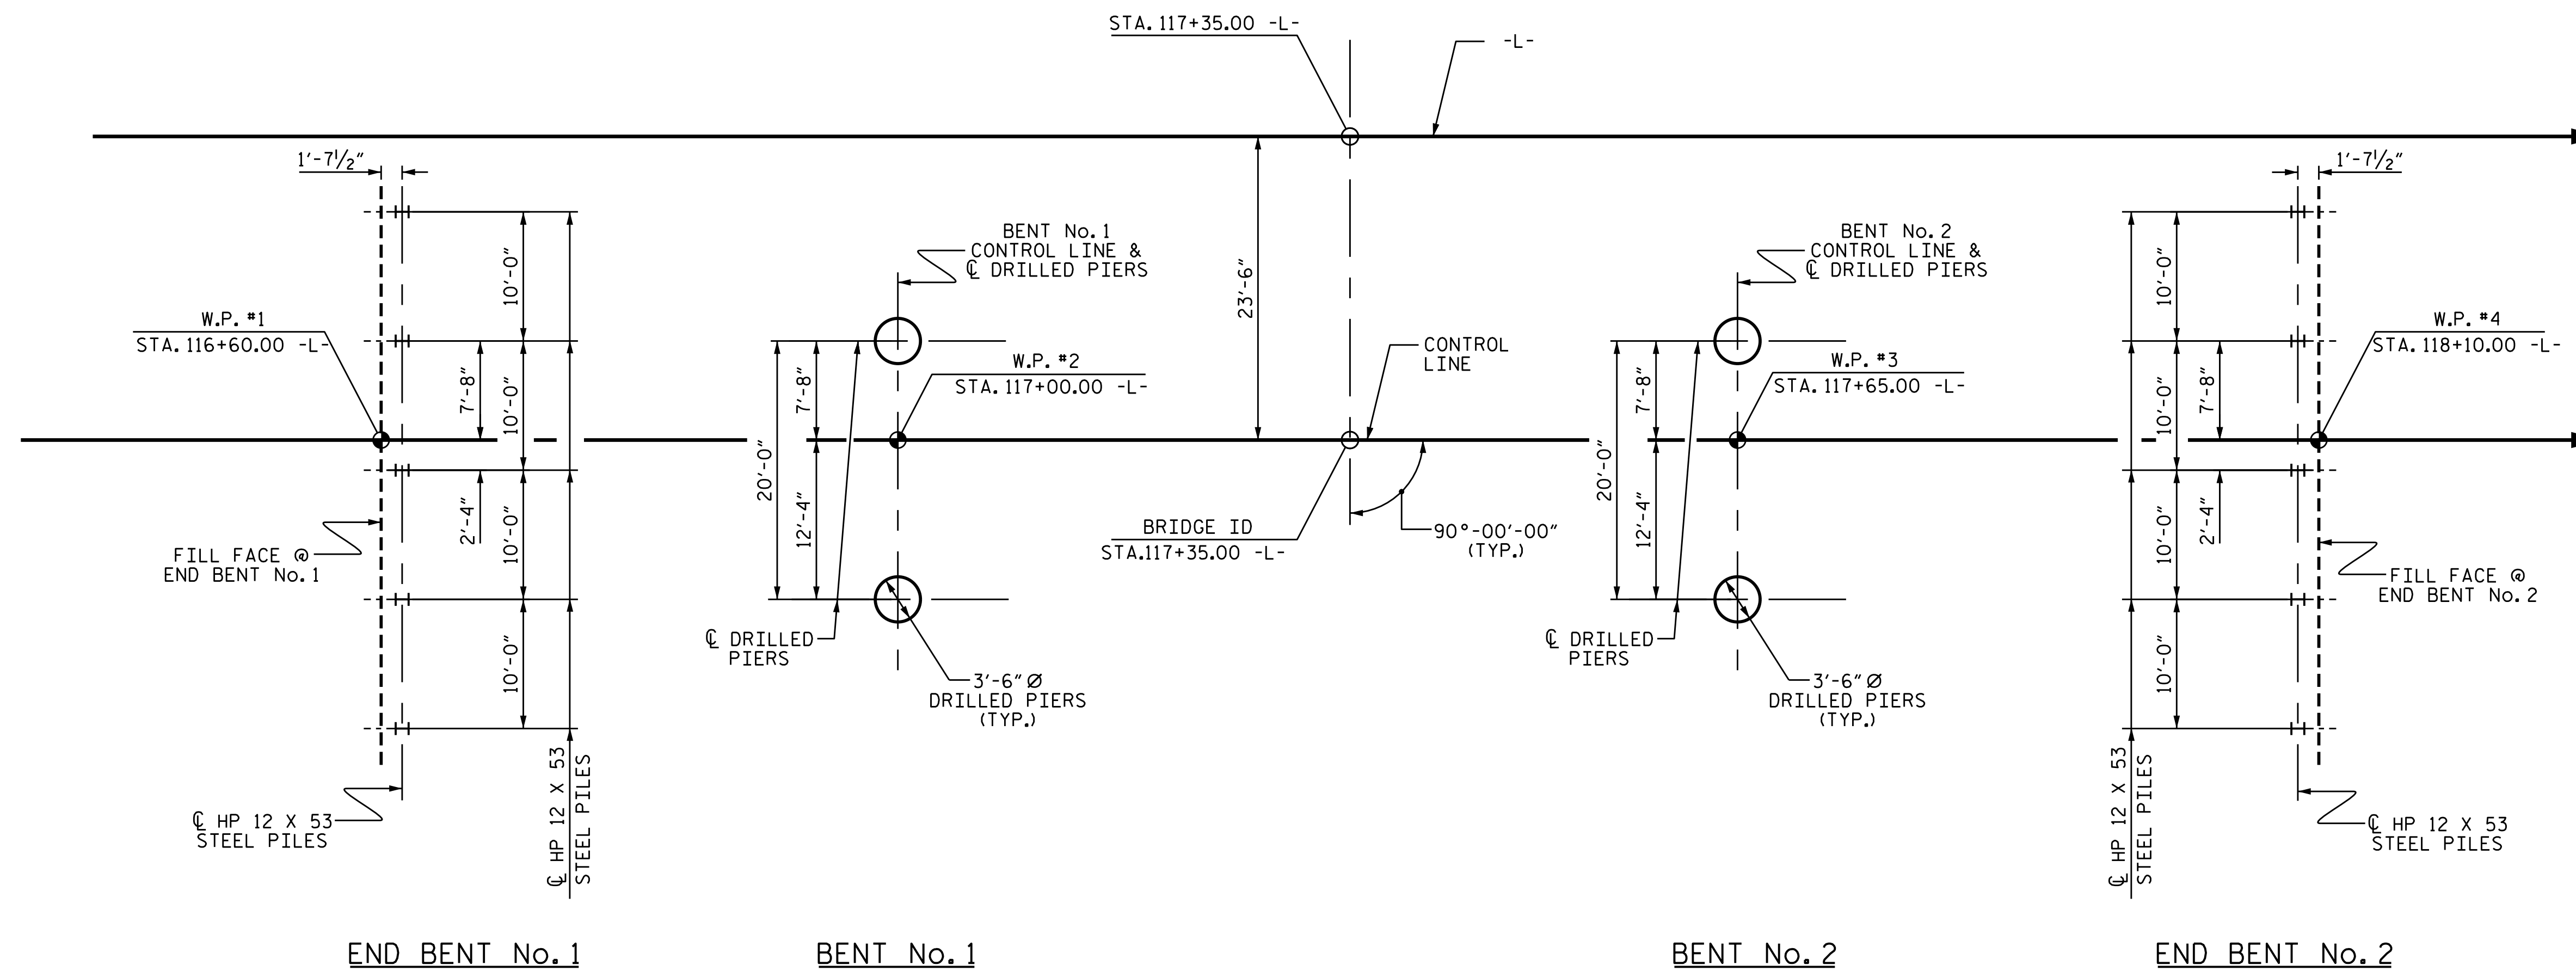 STA. 117+35.00 -L-
-L-
1'-7½"
1'-7½"
BENT No. 1
CONTROL LINE &
℄ DRILLED PIERS
BENT No. 2
CONTROL LINE &
℄ DRILLED PIERS
10'-0"
23'-6"
10'-0"
W.P. #1
STA. 116+60.00 -L-
W.P. #4
STA. 118+10.00 -L-
CONTROL
LINE
W.P. #2
STA. 117+00.00 -L-
W.P. #3
STA. 117+65.00 -L-
7'-8"
10'-0"
7'-8"
7'-8"
10'-0"
7'-8"
20'-0"
20'-0"
2'-4"
10'-0"
12'-4"
12'-4"
10'-0"
2'-4"
BRIDGE ID
STA.117+35.00 -L-
90°-00'-00"
(TYP.)
FILL FACE @
END BENT No. 1
FILL FACE @
END BENT No. 2
℄ DRILLED
PIERS
℄ DRILLED
PIERS
10'-0"
10'-0"
3'-6" Ø
DRILLED PIERS
(TYP.)
3'-6" Ø
DRILLED PIERS
(TYP.)
℄ HP 12 X 53
STEEL PILES
℄ HP 12 X 53
STEEL PILES
℄ HP 12 X 53
STEEL PILES
℄ HP 12 X 53
STEEL PILES
END BENT No. 1
BENT No. 1
BENT No. 2
END BENT No. 2